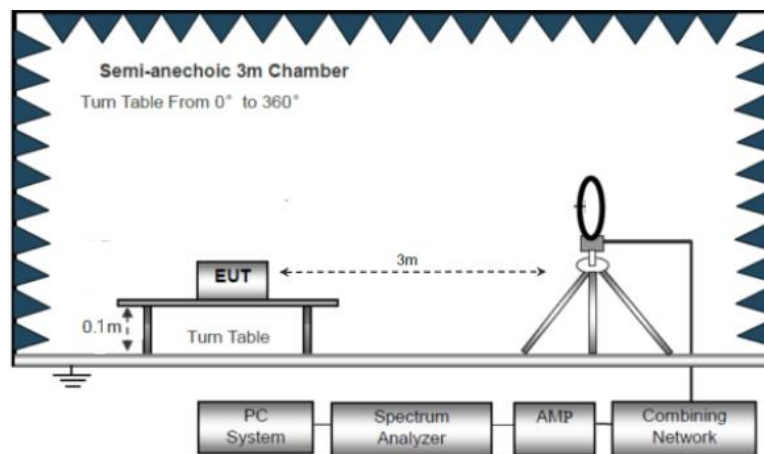 Semi-anechoic 3m Chamber
Turn Table From 0° to 360°
EUT
3m
0.1m
Turn Table
PC
System
Spectrum
Analyzer
AMP
Combining
Network